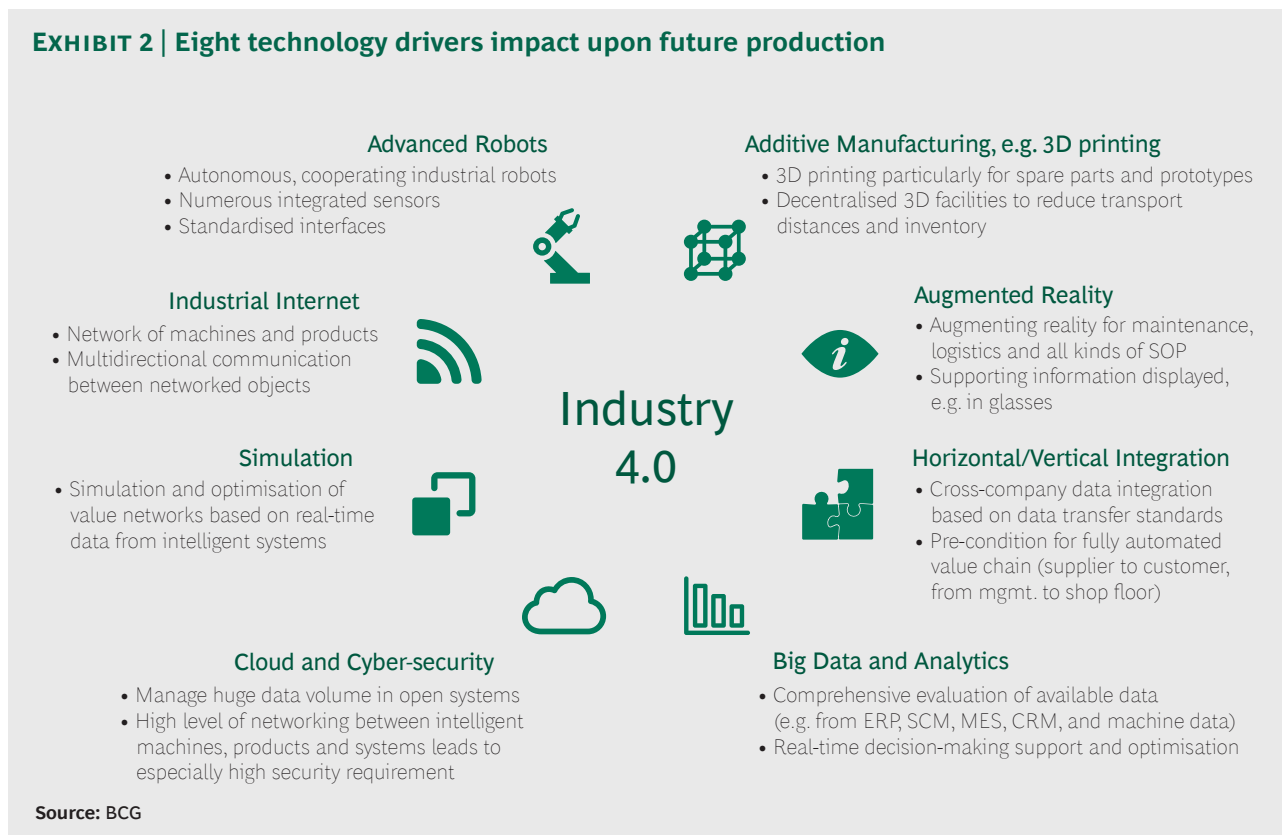 EXHIBIT 2 | Eight technology drivers impact upon future production
Advanced Robots
• Autonomous, cooperating industrial robots
• Numerous integrated sensors
• Standardised interfaces
Additive Manufacturing, e.g. 3D printing
• 3D printing particularly for spare parts and prototypes
• Decentralised 3D facilities to reduce transport
distances and inventory
Industrial Internet
• Network of machines and products
• Multidirectional communication
between networked objects
Augmented Reality
• Augmenting reality for maintenance,
logistics and all kinds of SOP
• Supporting information displayed,
e.g. in glasses
i
Industry
4.0
Simulation
• Simulation and optimisation of
value networks based on real-time
data from intelligent systems
Horizontal/Vertical Integration
• Cross-company data integration
based on data transfer standards
• Pre-condition for fully automated
value chain (supplier to customer,
from mgmt. to shop floor)
Cloud and Cyber-security
• Manage huge data volume in open systems
• High level of networking between intelligent
machines, products and systems leads to
especially high security requirement
Big Data and Analytics
• Comprehensive evaluation of available data
(e.g. from ERP, SCM, MES, CRM, and machine data)
• Real-time decision-making support and optimisation
Source: BCG